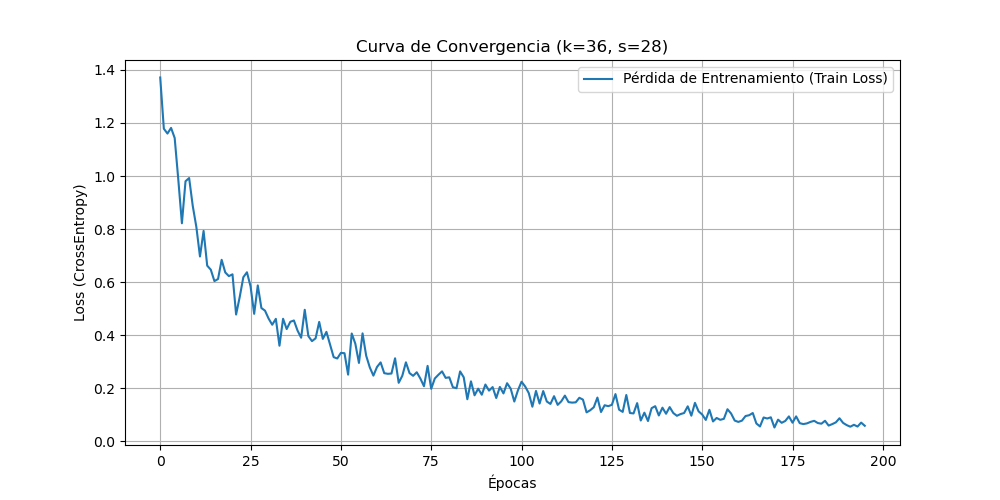 Curva de Convergencia (k=36, s=28)
Pérdida de Entrenamiento (Train Loss)
Loss (CrossEntropy)
1.4
1.2
1.0
0.8
0.6
0.4
0.2
0.0
0 25 50 75 100 125 150 175 200
Épocas